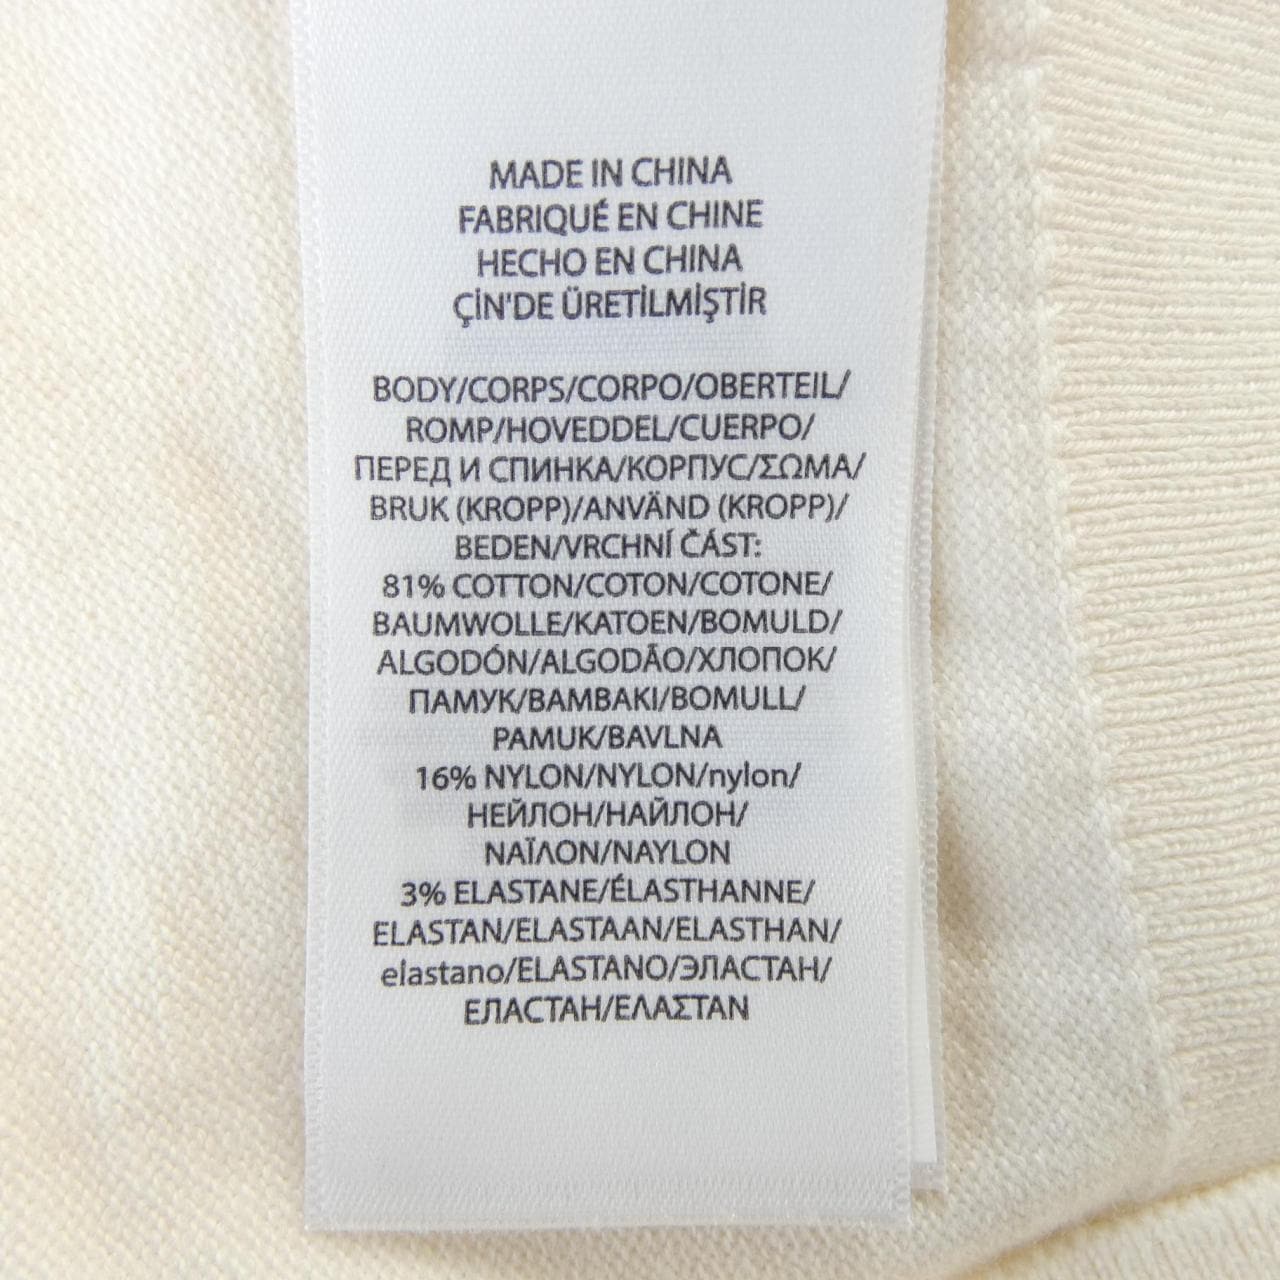 MADE IN CHINA
FABRIQUÉ EN CHINE
HECHO EN CHINA
ÇİN'DE ÜRETİLMİŞTİR
BODY/CORPS/CORPO/OBERTEIL/
ROMP/HOVEDDEL/CUERPO/
ПЕРЕД И СПИНКА/КОРПУС/ΣΩΜΑ/
BRUK (KROPP)/ANVÄND (KROPP)/
BEDEN/VRCHNÍ ČÁST:
81% COTTON/COTON/COTONE/
BAUMWOLLE/KATOEN/BOMULD/
ALGODÓN/ALGODÃO/ХЛОПОК/
ПАМУК/ΒΑΜΒΑΚΙ/BOMULL/
PAMUK/BAVLNA
16% NYLON/NYLON/nylon/
НЕЙЛОН/НАЙЛОН/
ΝΑΪΛΟΝ/NAYLON
3% ELASTANE/ÉLASTHANNE/
ELASTAN/ELASTAAN/ELASTHAN/
elastano/ELASTANO/ЭЛАСТАН/
ЕЛАСТАН/ΕΛΑΣΤΑΝ